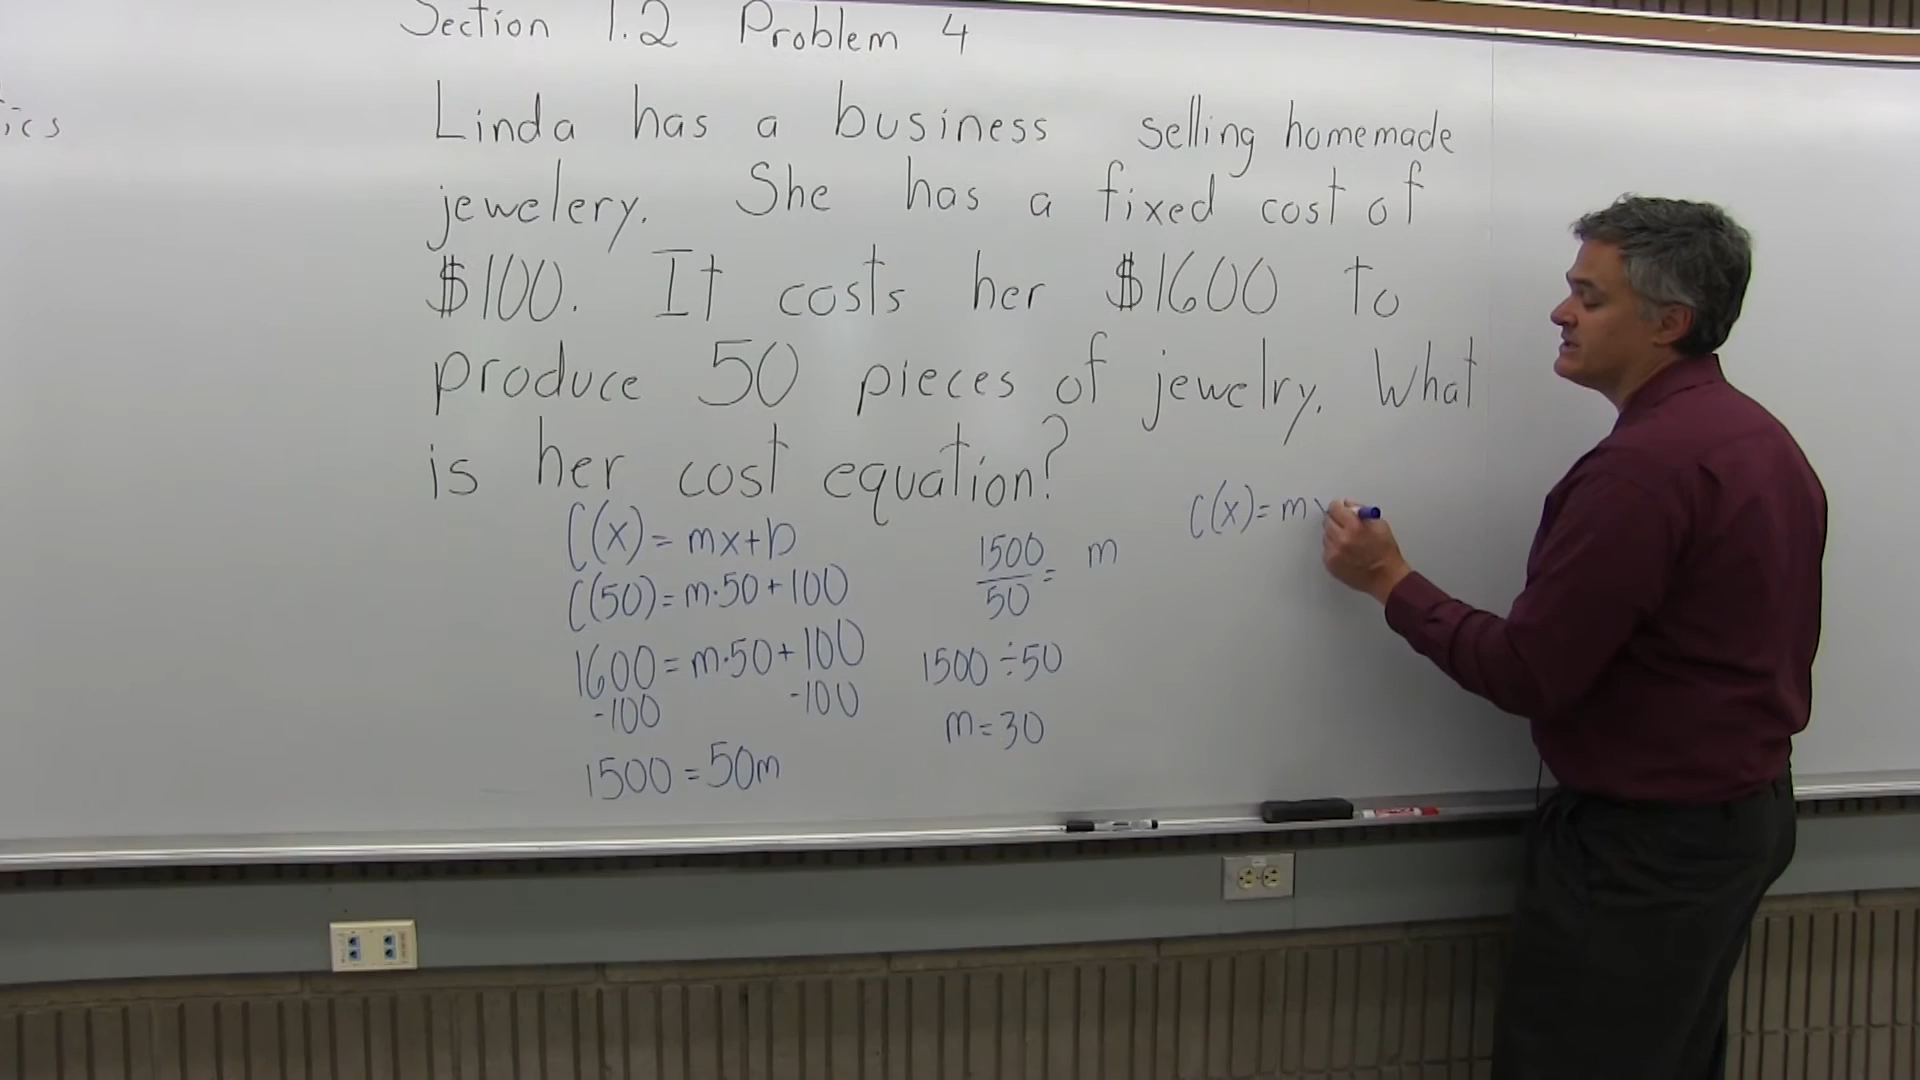 Section 1.2 Problem 4
Linda has a business selling homemade
jewelery. She has a fixed cost of
$100. It costs her $1600 to
produce 50 pieces of jewelry. What
is her cost equation?
C(x) = mx+b
C(50) = m·50+100
1600 = m·50+100
-100 -100
1500 = 50m
1500
50
= m
1500 ÷ 50
m = 30
C(x) = mx